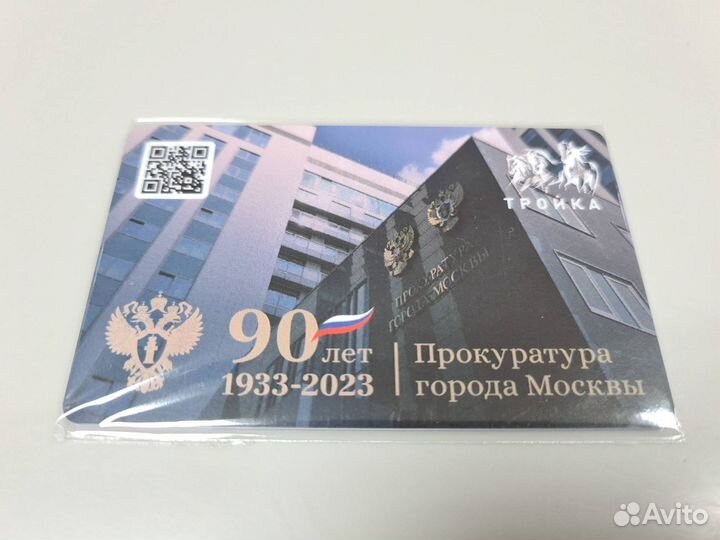 ТРОЙКА
ПРОКУРАТУРА
ГОРОДА МОСКВЫ
90 лет
1933-2023
Прокуратура
города Москвы
Avito